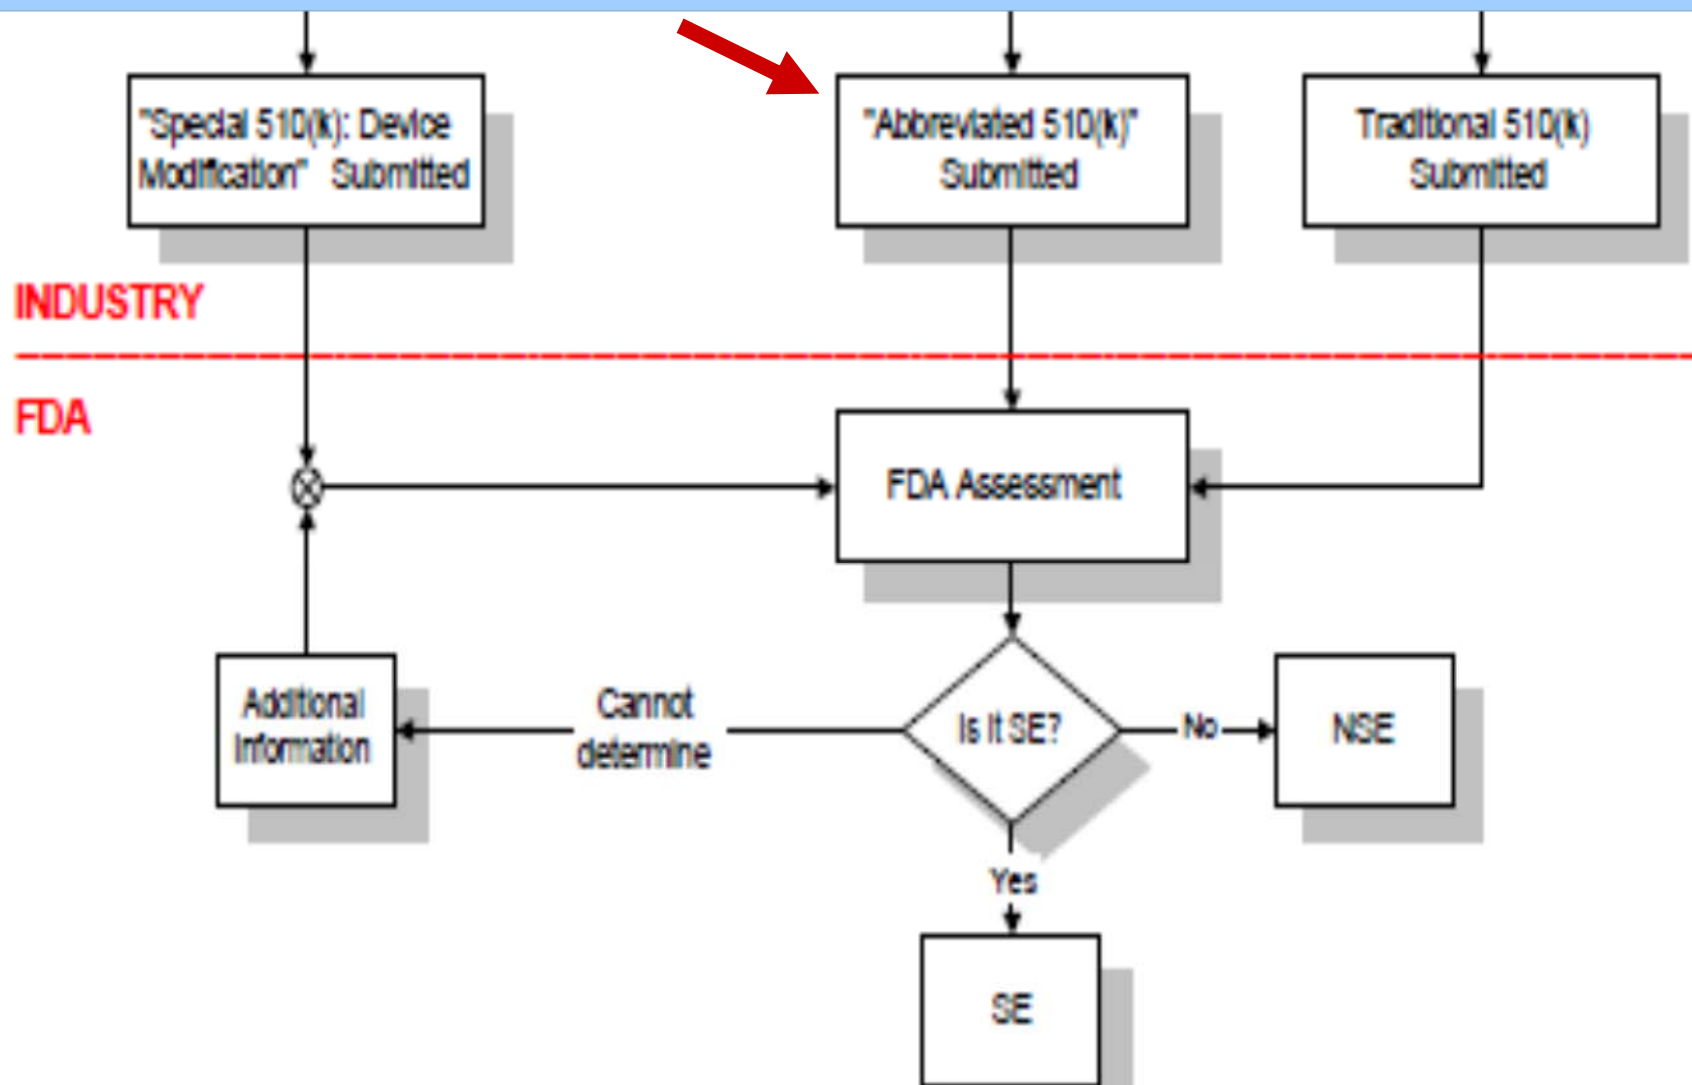 "Special 510(k): Device
Modification" Submitted
"Abbreviated 510(k)"
Submitted
Traditional 510(k)
Submitted
INDUSTRY
FDA
FDA Assessment
Additional
Information
Cannot
determine
Is it SE?
No
NSE
Yes
SE